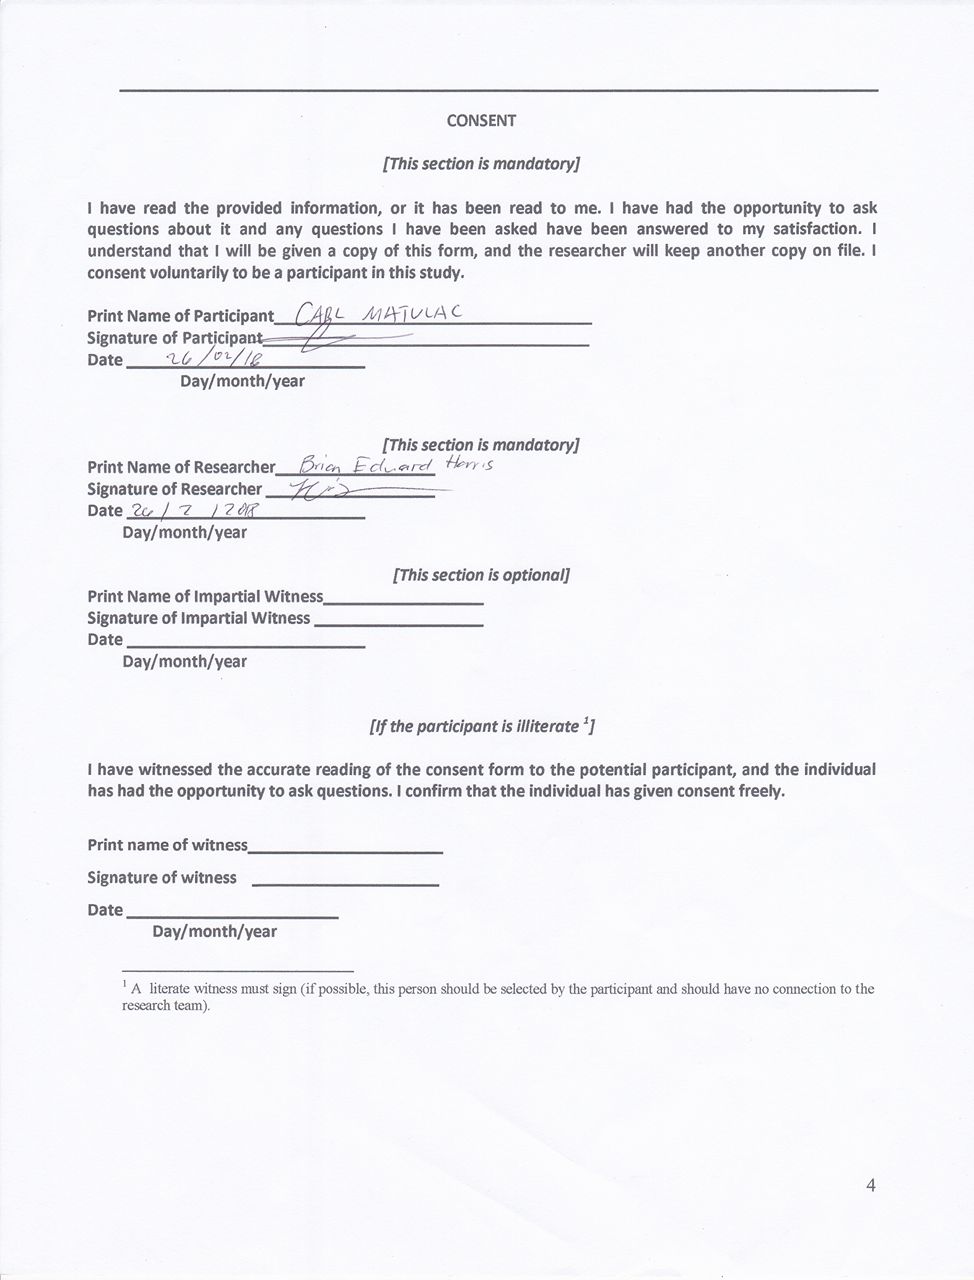 CONSENT
[This section is mandatory]
I have read the provided information, or it has been read to me. I have had the opportunity to ask
questions about it and any questions I have been asked have been answered to my satisfaction. I
understand that I will be given a copy of this form, and the researcher will keep another copy on file. I
consent voluntarily to be a participant in this study.
Print Name of Participant CARL MATULAC
Signature of Participant
Date 26/02/18
Day/month/year
[This section is mandatory]
Print Name of Researcher Brian Edward Harris
Signature of Researcher
Date 26/2/2018
Day/month/year
[This section is optional]
Print Name of Impartial Witness
Signature of Impartial Witness
Date
Day/month/year
[If the participant is illiterate 1]
I have witnessed the accurate reading of the consent form to the potential participant, and the individual
has had the opportunity to ask questions. I confirm that the individual has given consent freely.
Print name of witness
Signature of witness
Date
Day/month/year
1 A literate witness must sign (if possible, this person should be selected by the participant and should have no connection to the
research team).
4